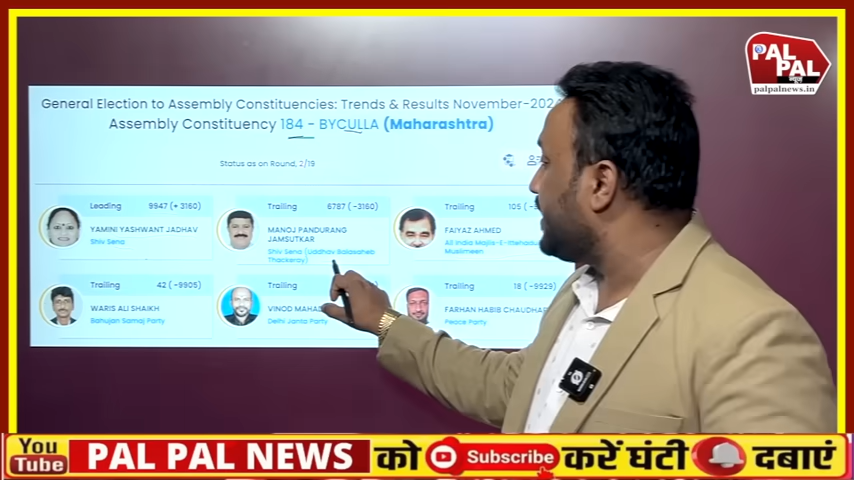 PAL
PAL
न्यूज
palpalnews.in
General Election to Assembly Constituencies: Trends & Results November-2024
Assembly Constituency 184 - BYCULLA (Maharashtra)
Status as on Round, 2/19
Leading 9947 (+ 3160)
YAMINI YASHWANT JADHAV
Shiv Sena
Trailing 6787 (-3160)
MANOJ PANDURANG
JAMSUTKAR
Shiv Sena (Uddhav Balasaheb
Thackeray)
Trailing 105 (
FAIYAZ AHMED
All India Majlis-E-Ittehadul
Muslimeen
Trailing 42 ( -9905)
WARIS ALI SHAIKH
Bahujan Samaj Party
Trailing
VINOD MAHAD
Delhi Janta Party
Trailing 18 ( -9929)
FARHAN HABIB CHAUDHARY
Peace Party
You
Tube
PAL PAL NEWS को Subscribe करें घंटी दबाएं